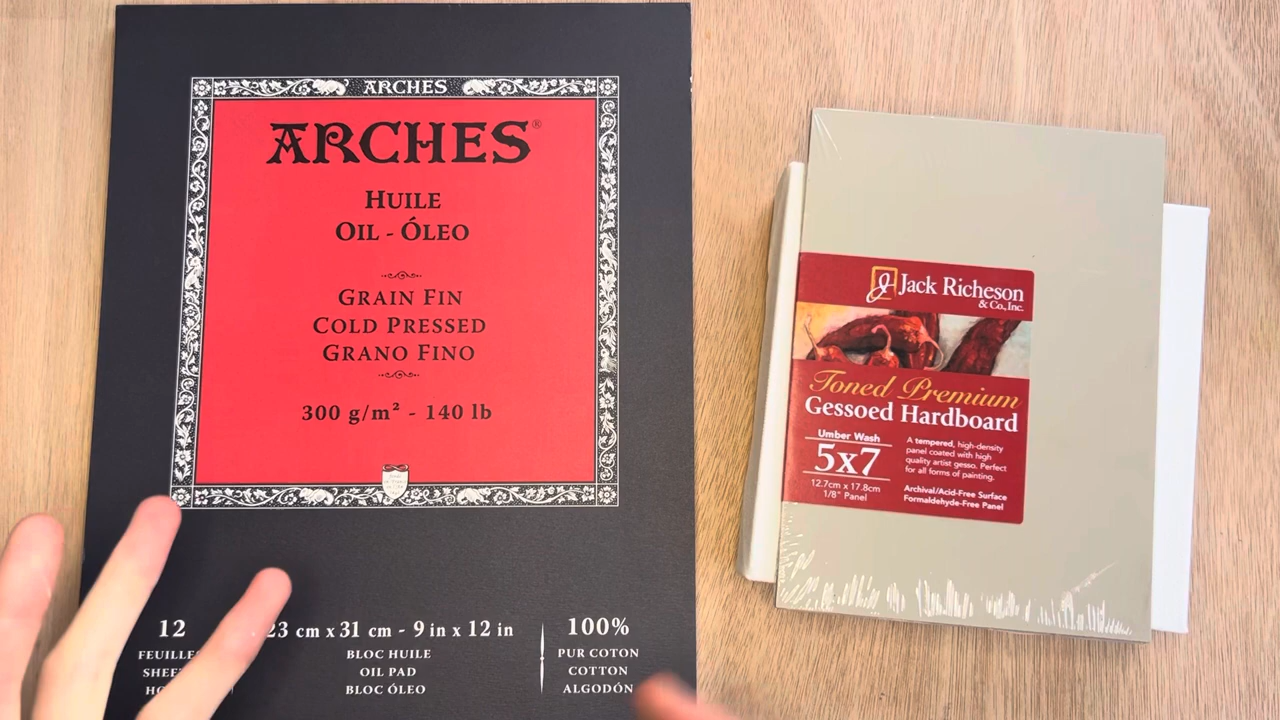 ARCHES
ARCHES®
HUILE
OIL - ÓLEO
GRAIN FIN
COLD PRESSED
GRANO FINO
300 g/m² - 140 lb
12
23 cm x 31 cm - 9 in x 12 in
100%
BLOC HUILE
OIL PAD
BLOC ÓLEO
PUR COTON
COTTON
ALGODÓN
Jack Richeson
& Co., Inc.
Toned Premium
Gessoed Hardboard
Umber Wash
5x7
12.7cm x 17.8cm
1/8" Panel
A tempered, high-density
panel coated with high
quality artist gesso. Perfect
for all forms of painting.
Archival/Acid-Free Surface
Formaldehyde-Free Panel